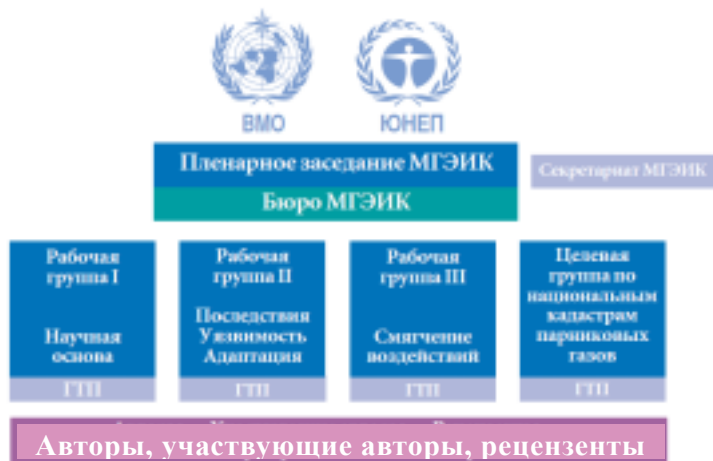 ВМО
ЮНЕП
Пленарное заседание МГЭИК
Секретариат МГЭИК
Бюро МГЭИК
Рабочая
группа I
Научная
основа
ГТП
Рабочая
группа II
Последствия
Уязвимость
Адаптация
ГТП
Рабочая
группа III
Смягчение
воздействий
ГТП
Целевая
группа по
национальным
кадастрам
парниковых
газов
ГТП
Авторы, участвующие авторы, рецензенты